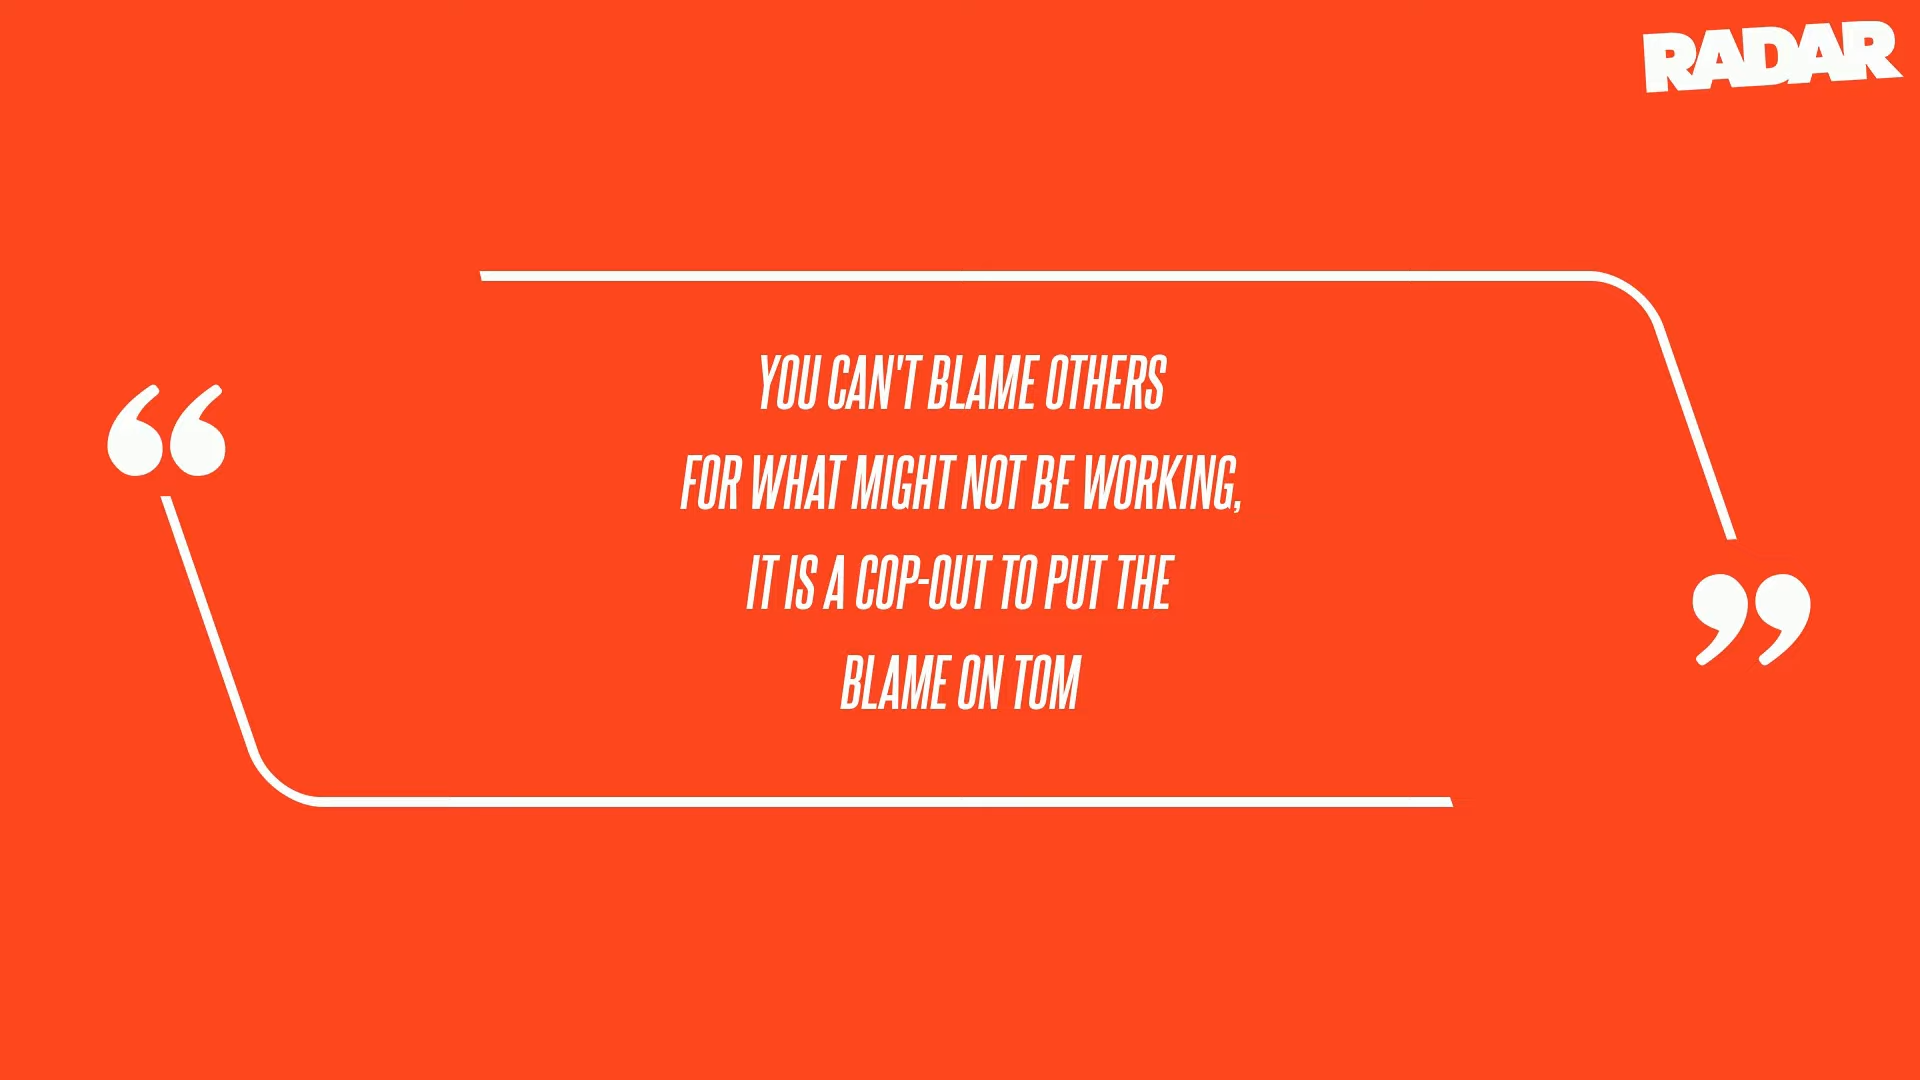 RADAR
YOU CAN'T BLAME OTHERS
FOR WHAT MIGHT NOT BE WORKING,
IT IS A COP-OUT TO PUT THE
BLAME ON TOM